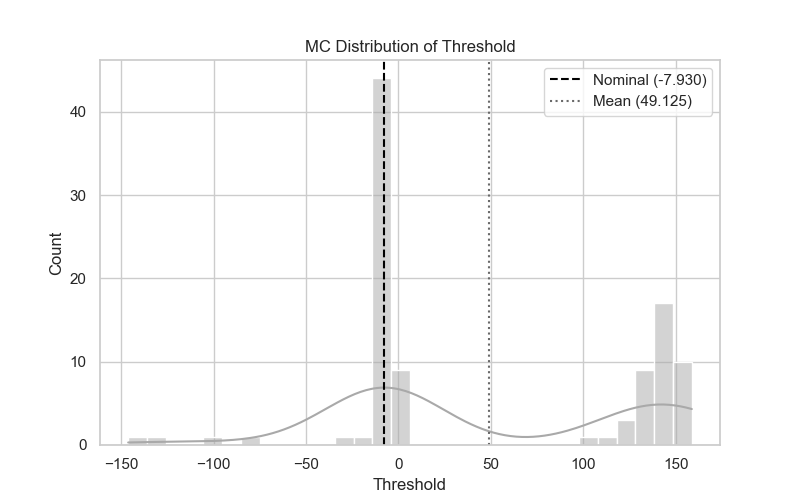 MC Distribution of Threshold
Nominal (-7.930)
Mean (49.125)
Count
40
30
20
10
0
−150
−100
−50
0
50
100
150
Threshold